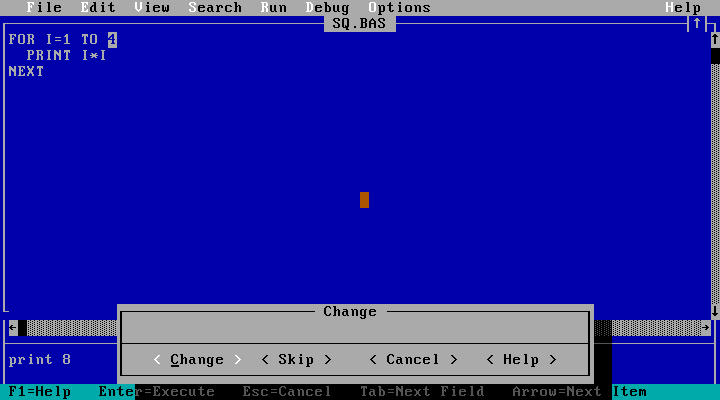 File Edit View Search Run Debug Options Help
SQ.BAS
FOR I=1 TO 4
PRINT I*I
NEXT
Change
< Change > < Skip > < Cancel > < Help >
print 8
F1=Help Enter=Execute Esc=Cancel Tab=Next Field Arrow=Next Item